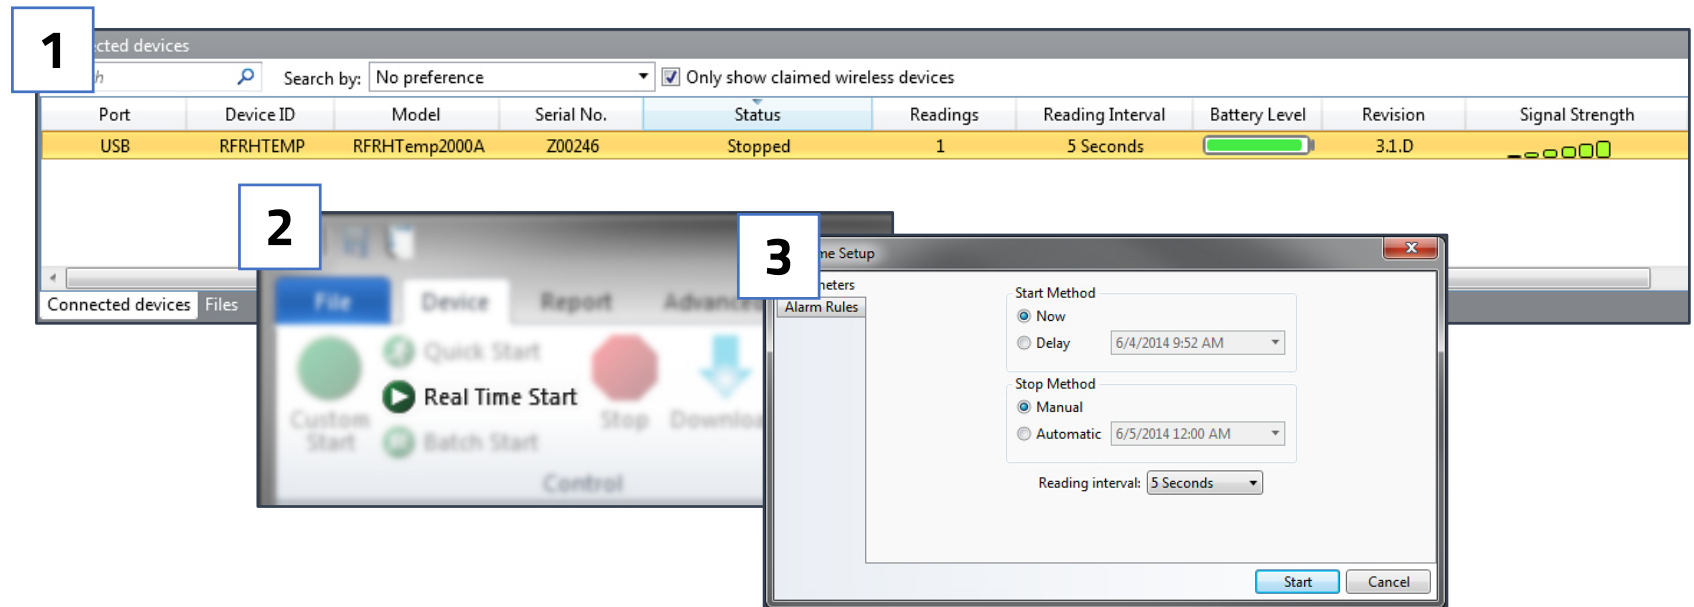 1
cted devices
h
Search by: No preference
Only show claimed wireless devices
Port Device ID Model Serial No. Status Readings Reading Interval Battery Level Revision Signal Strength
USB RFRHTEMP RFRHTemp2000A Z00246 Stopped 1 5 Seconds 3.1.D
Connected devices Files
2
File Device Report Advanced
Quick Start
Real Time Start
Batch Start
Custom
Start
Stop
Downloa
Control
3
me Setup
meters
Alarm Rules
Start Method
Now
Delay 6/4/2014 9:52 AM
Stop Method
Manual
Automatic 6/5/2014 12:00 AM
Reading interval: 5 Seconds
Start Cancel